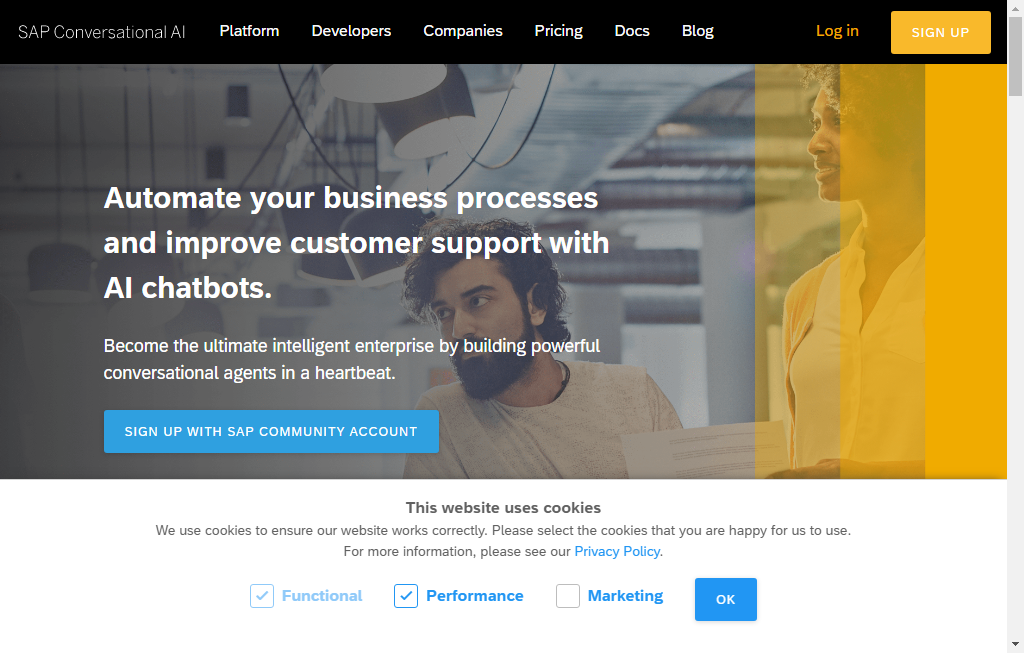 SAP Conversational AI Platform Developers Companies Pricing Docs Blog Log in SIGN UP
Automate your business processes
and improve customer support with
AI chatbots.
Become the ultimate intelligent enterprise by building powerful
conversational agents in a heartbeat.
SIGN UP WITH SAP COMMUNITY ACCOUNT
This website uses cookies
We use cookies to ensure our website works correctly. Please select the cookies that you are happy for us to use.
For more information, please see our Privacy Policy.
Functional Performance Marketing OK